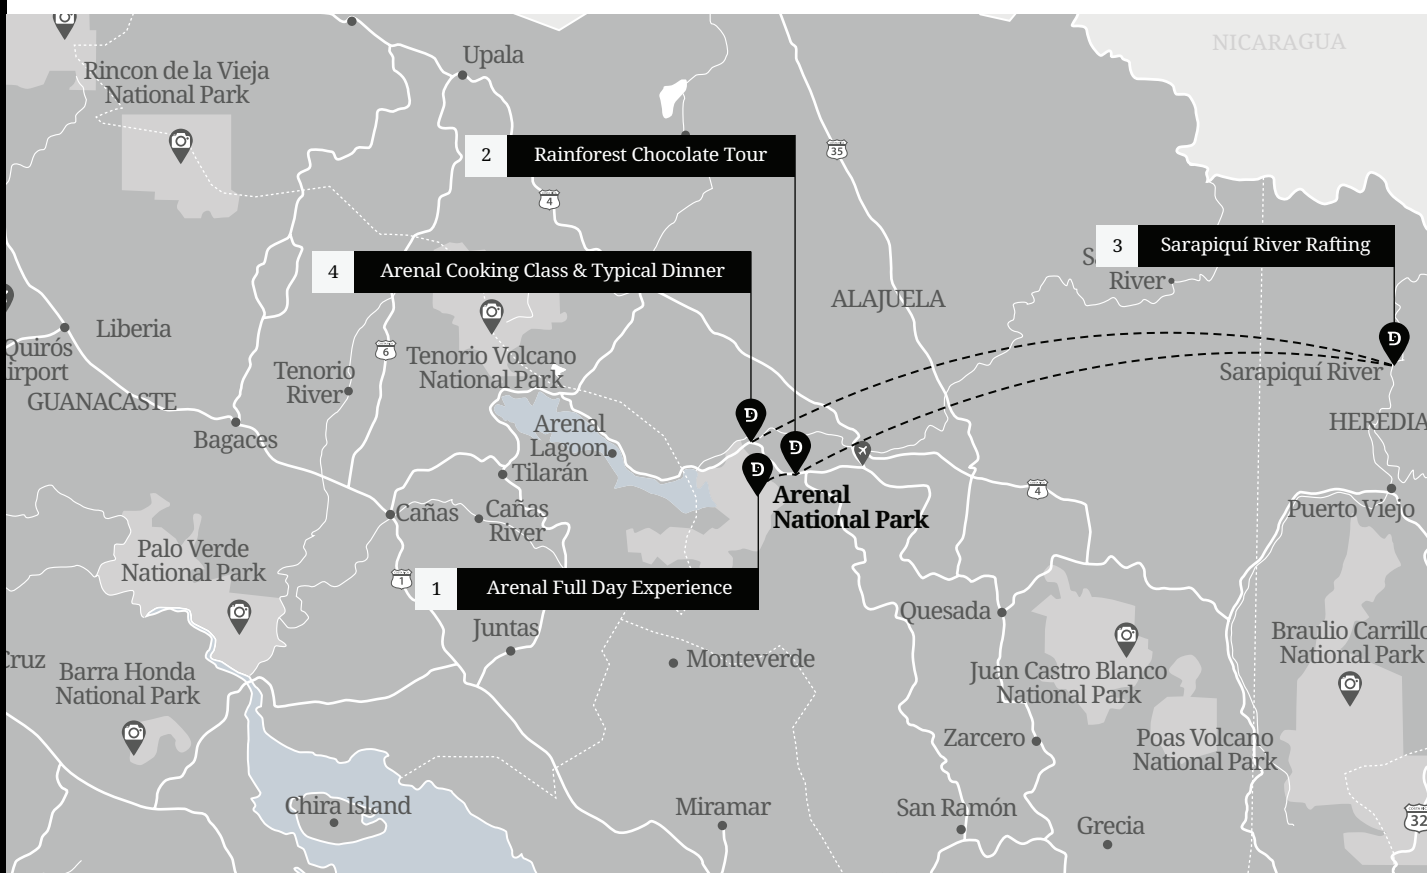 NICARAGUA
Upala
Rincon de la Vieja
National Park
2
Rainforest Chocolate Tour
35
4
3
Sarapiquí River Rafting
4
Arenal Cooking Class & Typical Dinner
River
ALAJUELA
Liberia
Quirós
irport
6
Tenorio Volcano
National Park
Tenorio
River
Sarapiquí River
GUANACASTE
D
D
D
D
HEREDIA
Arenal
Lagoon
Bagaces
Tilarán
Arenal
National Park
4
Cañas
Cañas
River
Puerto Viejo
Palo Verde
National Park
1
1
Arenal Full Day Experience
Quesada
Juntas
Braulio Carrillo
National Park
Cruz
Barra Honda
National Park
Monteverde
Juan Castro Blanco
National Park
Zarcero
Poas Volcano
National Park
Chira Island
Miramar
San Ramón
Grecia
32